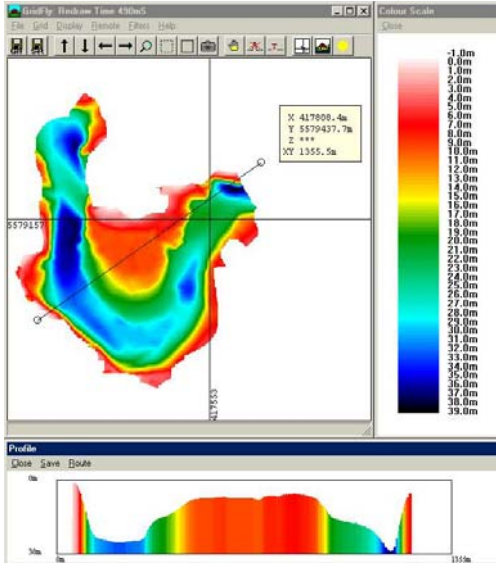 GridFly Redraw Time 490mS
File Grid Display Remote Filters Help
X 417808.4m
Y 5579437.7m
Z ***
XY 1355.5m
5579157
417553
Colour Scale
Close
-1.0m
0.0m
1.0m
2.0m
3.0m
4.0m
5.0m
6.0m
7.0m
8.0m
9.0m
10.0m
11.0m
12.0m
13.0m
14.0m
15.0m
16.0m
17.0m
18.0m
19.0m
20.0m
21.0m
22.0m
23.0m
24.0m
25.0m
26.0m
27.0m
28.0m
29.0m
30.0m
31.0m
32.0m
33.0m
34.0m
35.0m
36.0m
37.0m
38.0m
39.0m
Profile
Close Save Route
0m
0m